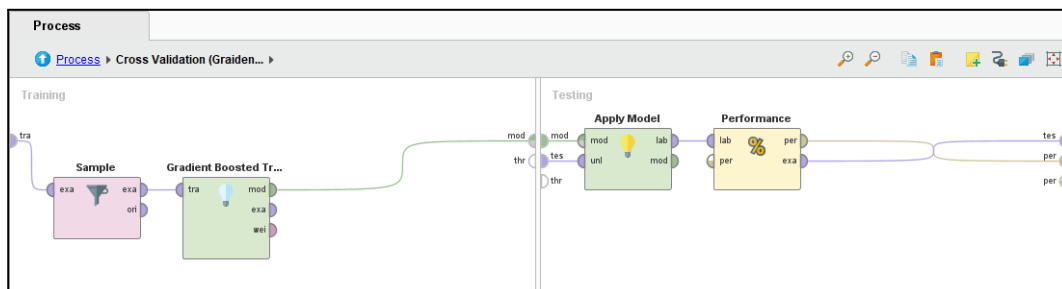 Process
Process ▸ Cross Validation (Graiden... ▸
Training
Testing
tra
Sample
exa
exa
ori
Gradient Boosted Tr...
tra
mod
exa
wei
mod
thr
mod
tes
thr
Apply Model
mod
lab
unl
mod
Performance
lab
per
per
exa
%
tes
per
per